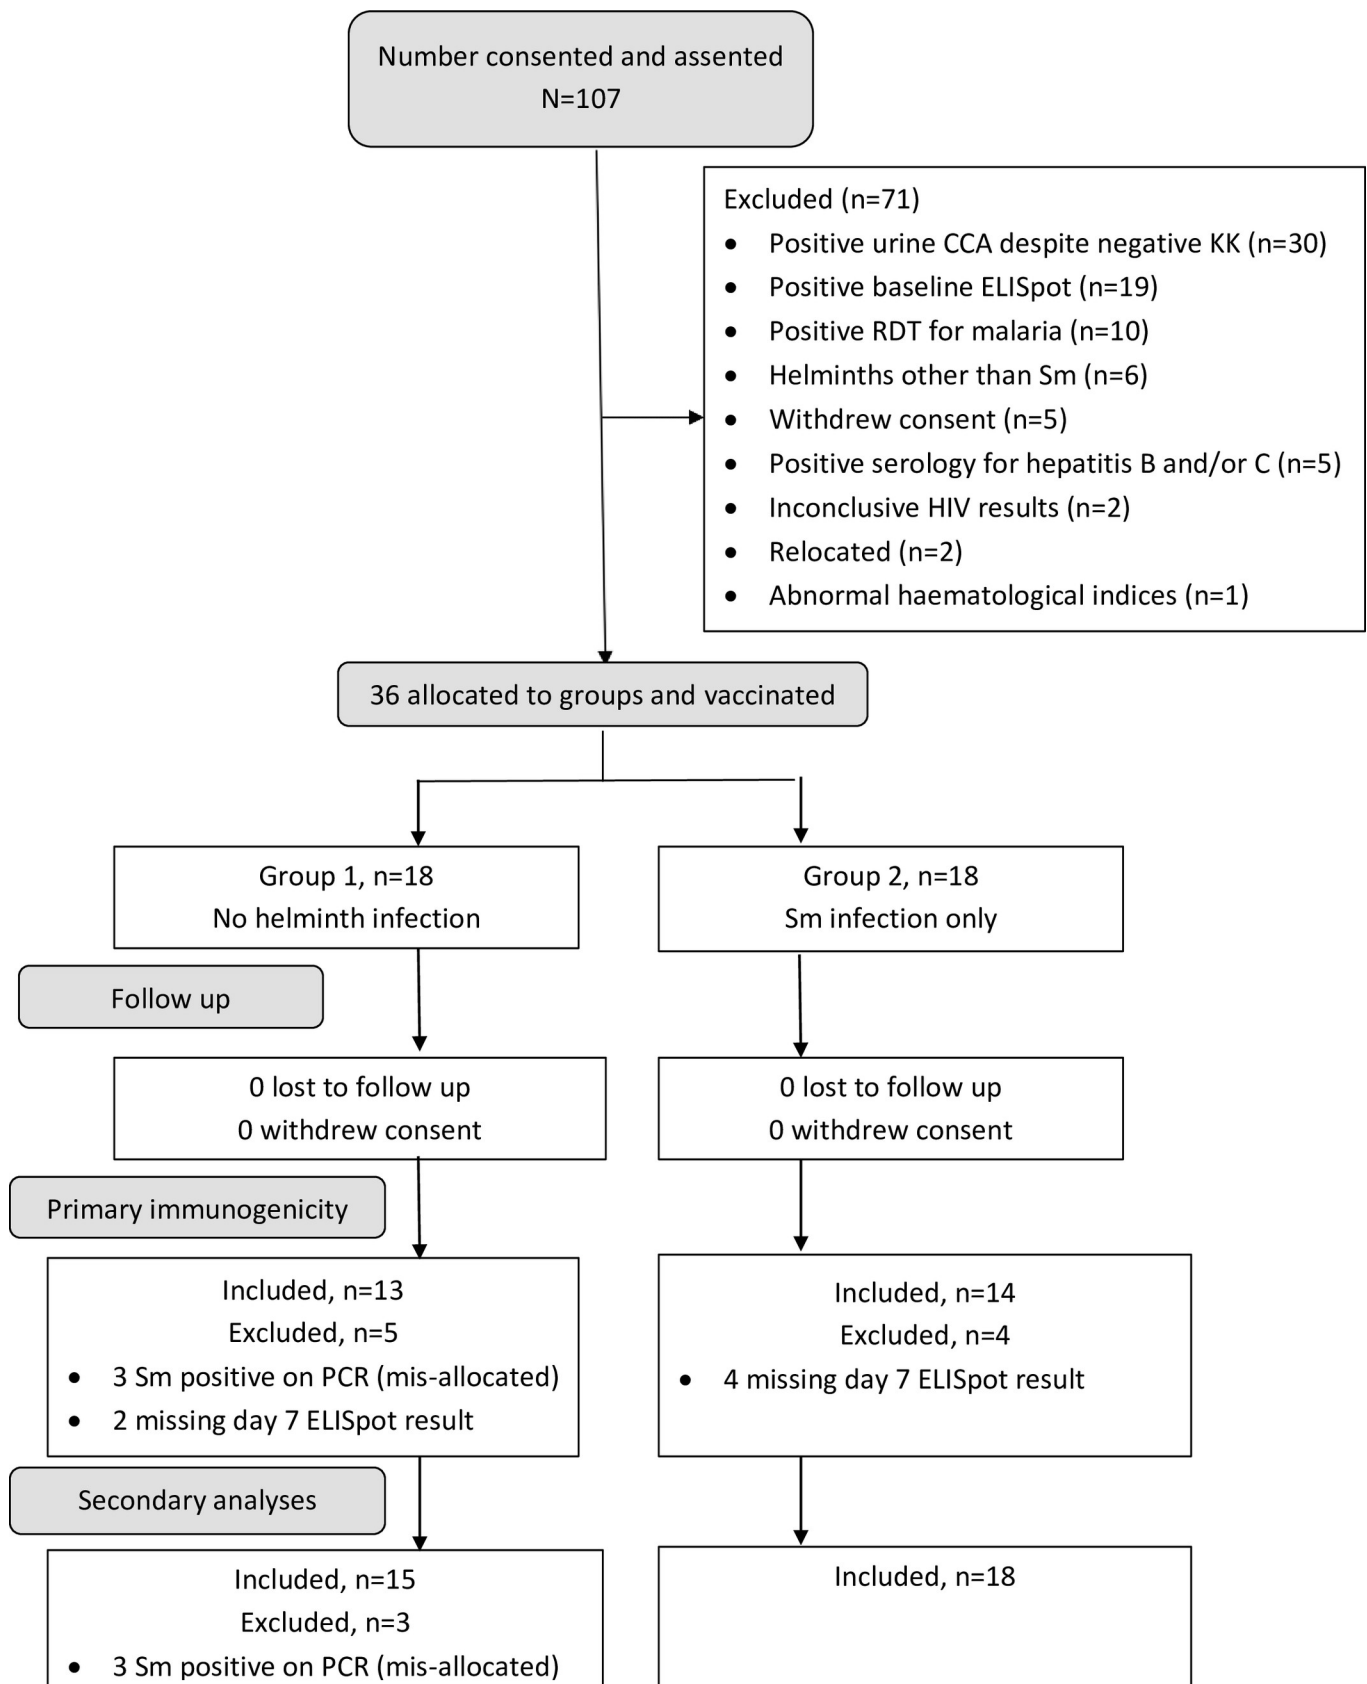 Number consented and assented
N=107
Excluded (n=71)
• Positive urine CCA despite negative KK (n=30)
• Positive baseline ELISpot (n=19)
• Positive RDT for malaria (n=10)
• Helminths other than Sm (n=6)
• Withdrew consent (n=5)
• Positive serology for hepatitis B and/or C (n=5)
• Inconclusive HIV results (n=2)
• Relocated (n=2)
• Abnormal haematological indices (n=1)
36 allocated to groups and vaccinated
Group 1, n=18
No helminth infection
Group 2, n=18
Sm infection only
Follow up
0 lost to follow up
0 withdrew consent
0 lost to follow up
0 withdrew consent
Primary immunogenicity
Included, n=13
Excluded, n=5
• 3 Sm positive on PCR (mis-allocated)
• 2 missing day 7 ELISpot result
Included, n=14
Excluded, n=4
• 4 missing day 7 ELISpot result
Secondary analyses
Included, n=15
Excluded, n=3
• 3 Sm positive on PCR (mis-allocated)
Included, n=18